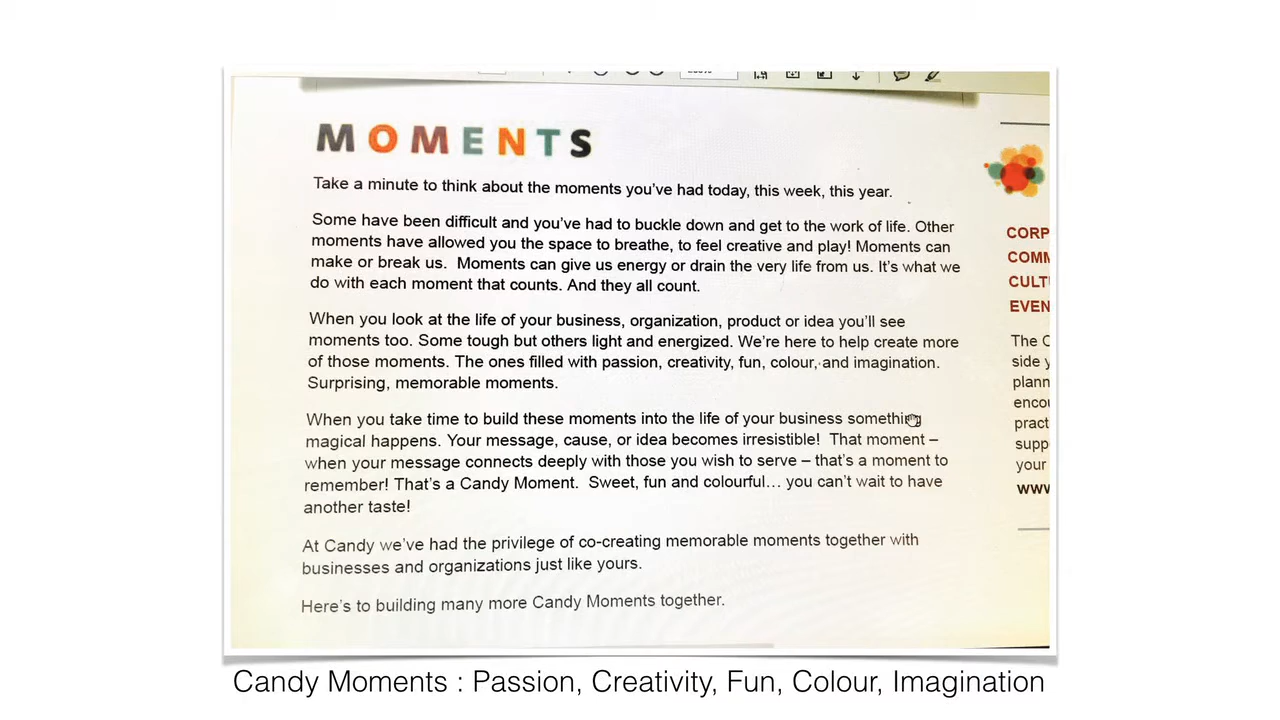 MOMENTS
Take a minute to think about the moments you've had today, this week, this year.
Some have been difficult and you've had to buckle down and get to the work of life. Other
moments have allowed you the space to breathe, to feel creative and play! Moments can
make or break us. Moments can give us energy or drain the very life from us. It's what we
do with each moment that counts. And they all count.
When you look at the life of your business, organization, product or idea you'll see
moments too. Some tough but others light and energized. We're here to help create more
of those moments. The ones filled with passion, creativity, fun, colour, and imagination.
Surprising, memorable moments.
When you take time to build these moments into the life of your business something
magical happens. Your message, cause, or idea becomes irresistible! That moment –
when your message connects deeply with those you wish to serve – that's a moment to
remember! That's a Candy Moment. Sweet, fun and colourful… you can't wait to have
another taste!
At Candy we've had the privilege of co-creating memorable moments together with
businesses and organizations just like yours.
Here's to building many more Candy Moments together.
CORP
COMM
CULT
EVEN
The C
side y
plann
encou
pract
supp
your
www
Candy Moments : Passion, Creativity, Fun, Colour, Imagination